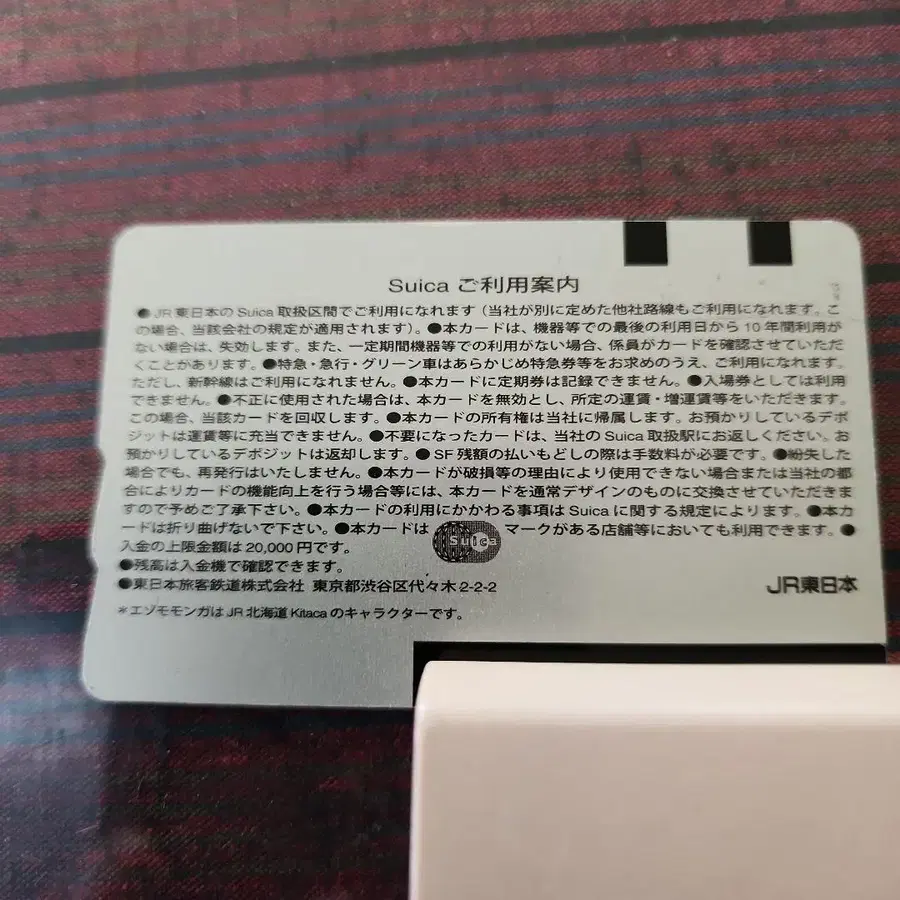 Suica ご利用案内
●JR東日本のSuica取扱区間でご利用になれます(当社が別に定めた他社路線もご利用になれます。こ
の場合、当該会社の規定が適用されます)。●本カードは、機器等での最後の利用日から10年間利用が
ない場合は、失効します。また、一定期間機器等での利用がない場合、係員がカードを確認させていただ
くことがあります。●特急・急行・グリーン車はあらかじめ特急券等をお求めのうえ、ご利用になれます。
ただし、新幹線はご利用になれません。●本カードに定期券は記録できません。●入場券としては利用
できません。●不正に使用された場合は、本カードを無効とし、所定の運賃・増運賃等をいただきます。
この場合、当該カードを回収します。●本カードの所有権は当社に帰属します。お預かりしているデポ
ジットは運賃等に充当できません。●不要になったカードは、当社のSuica取扱駅にお返しください。お
預かりしているデポジットは返却します。●SF残額の払いもどしの際は手数料が必要です。●紛失した
場合でも、再発行はいたしません。●本カードが破損等の理由により使用できない場合または当社の都
合によりカードの機能向上を行う場合等には、本カードを通常デザインのものに交換させていただきま
すので予めご了承下さい。●本カードの利用にかかわる事項はSuicaに関する規定によります。●本カ
ードは折り曲げないで下さい。●本カードは Suica マークがある店舗等においても利用できます。●
入金の上限金額は20,000円です。
●残高は入金機で確認できます。
●東日本旅客鉄道株式会社 東京都渋谷区代々木2-2-2
JR東日本
*エゾモモンガはJR北海道Kitacaのキャラクターです。